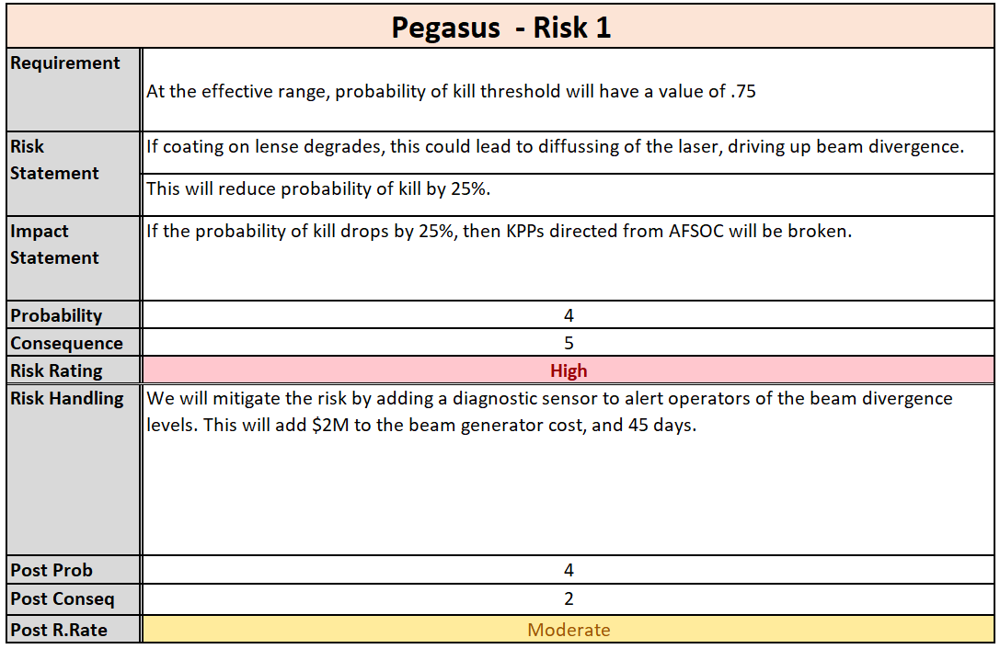 Pegasus - Risk 1
Requirement
At the effective range, probability of kill threshold will have a value of .75
Risk
Statement
If coating on lense degrades, this could lead to diffussing of the laser, driving up beam divergence.
This will reduce probability of kill by 25%.
Impact
Statement
If the probability of kill drops by 25%, then KPPs directed from AFSOC will be broken.
Probability
4
Consequence
5
Risk Rating
High
Risk Handling
We will mitigate the risk by adding a diagnostic sensor to alert operators of the beam divergence
levels. This will add $2M to the beam generator cost, and 45 days.
Post Prob
4
Post Conseq
2
Post R.Rate
Moderate